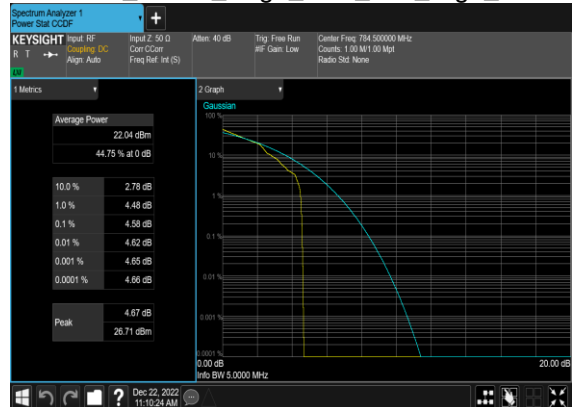 Spectrum Analyzer 1
Power Stat CCDF
KEYSIGHT
R T
LXI
Input: RF
Coupling: DC
Align: Auto
Input Z: 50 Ω
Corr CCorr
Freq Ref: Int (S)
Atten: 40 dB
Trig: Free Run
#IF Gain: Low
Center Freq: 784.500000 MHz
Counts: 1.00 M/1.00 Mpt
Radio Std: None
1 Metrics
Average Power
22.04 dBm
44.75 % at 0 dB
10.0 % 2.78 dB
1.0 % 4.48 dB
0.1 % 4.58 dB
0.01 % 4.62 dB
0.001 % 4.65 dB
0.0001 % 4.66 dB
Peak
4.67 dB
26.71 dBm
2 Graph
Gaussian
100 %
10 %
1 %
0.1 %
0.01 %
0.001 %
0.0001 %
0.00 dB
20.00 dB
Info BW 5.0000 MHz
?
Dec 22, 2022
11:10:24 AM